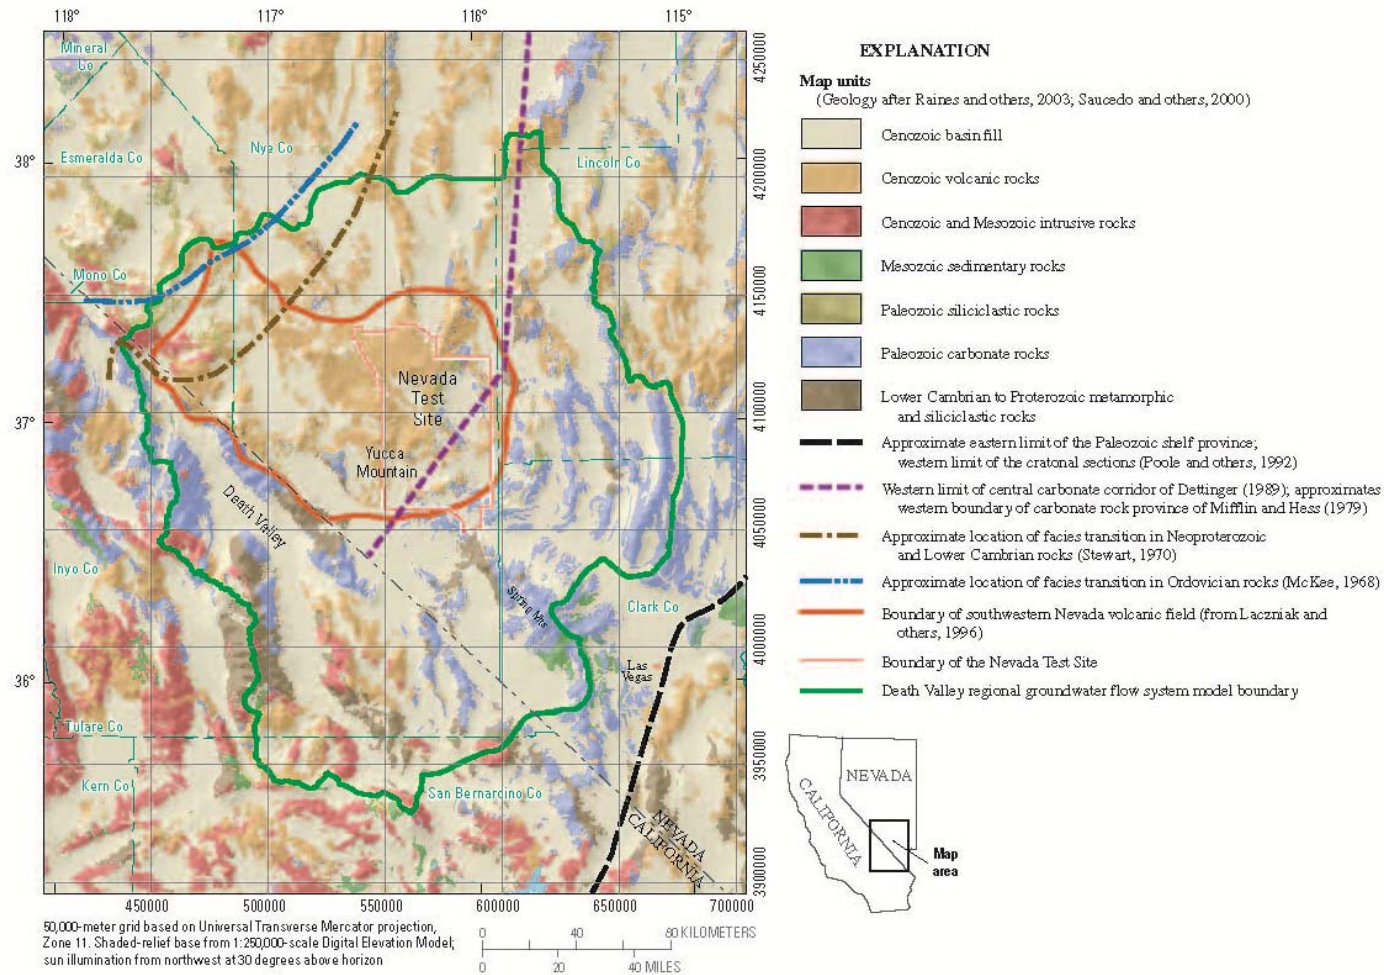 118°
117°
116°
115°
Mineral
Co
Nye Co
Esmeralda Co
Lincoln Co
Mono Co
Nevada
Test
Site
Yucca
Mountain
Death Valley
Inyo Co
Spring Mts
Clark Co
Las
Vegas
Tulare Co
Kern Co
San Bernardino Co
NEVADA
CALIFORNIA
38°
37°
36°
4250000
4200000
4150000
4100000
4050000
4000000
3950000
3900000
450000
500000
550000
600000
650000
700000
50,000-meter grid based on Universal Transverse Mercator projection,
Zone 11. Shaded-relief base from 1:250,000-scale Digital Elevation Model;
sun illumination from northwest at 30 degrees above horizon
0 40 80 KILOMETERS
0 20 40 MILES
EXPLANATION
Map units
(Geology after Raines and others, 2003; Saucedo and others, 2000)
Cenozoic basin fill
Cenozoic volcanic rocks
Cenozoic and Mesozoic intrusive rocks
Mesozoic sedimentary rocks
Paleozoic siliciclastic rocks
Paleozoic carbonate rocks
Lower Cambrian to Proterozoic metamorphic
and siliciclastic rocks
Approximate eastern limit of the Paleozoic shelf province;
western limit of the cratonal sections (Poole and others, 1992)
Western limit of central carbonate corridor of Dettinger (1989); approximates
western boundary of carbonate rock province of Mifflin and Hess (1979)
Approximate location of facies transition in Neoproterozoic
and Lower Cambrian rocks (Stewart, 1970)
Approximate location of facies transition in Ordovician rocks (McKee, 1968)
Boundary of southwestern Nevada volcanic field (from Laczniak and
others, 1996)
Boundary of the Nevada Test Site
Death Valley regional groundwater flow system model boundary
NEVADA
CALIFORNIA
Map
area